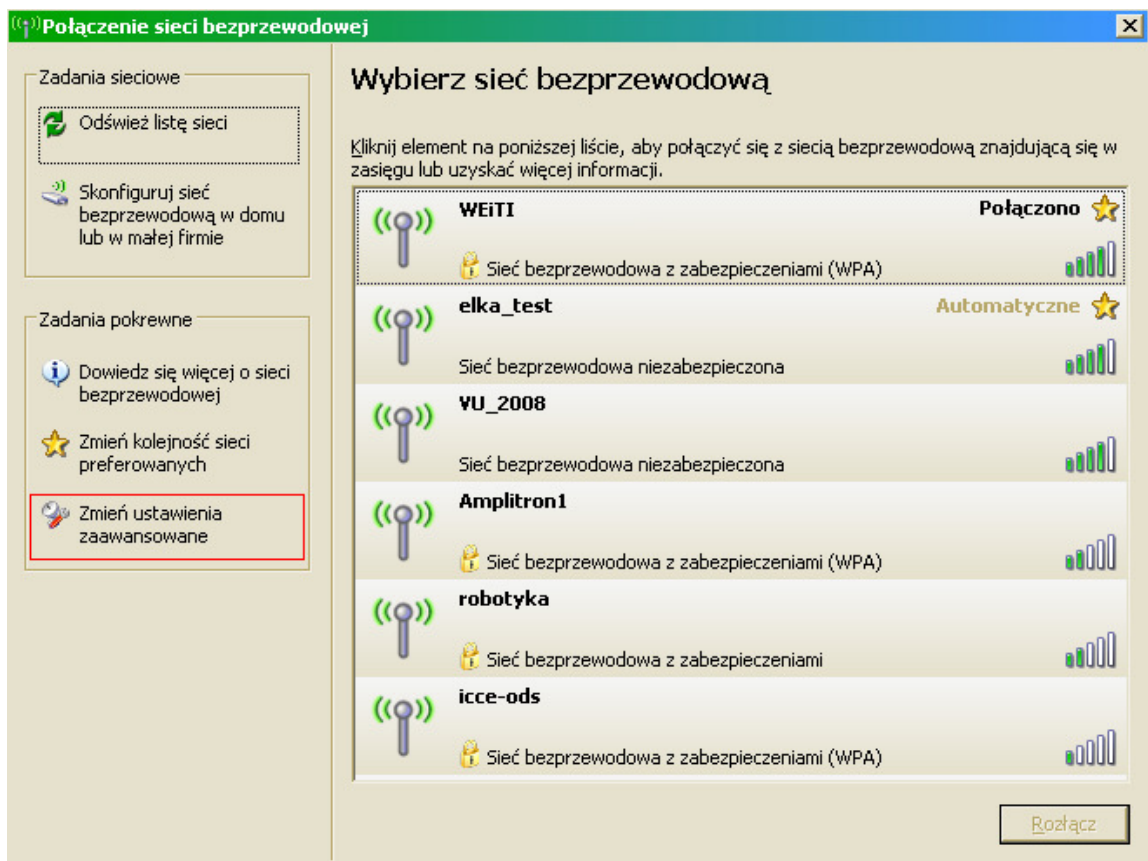 Połączenie sieci bezprzewodowej
Zadania sieciowe
Odśwież listę sieci
Skonfiguruj sieć
bezprzewodową w domu
lub w małej firmie
Zadania pokrewne
Dowiedz się więcej o sieci
bezprzewodowej
Zmień kolejność sieci
preferowanych
Zmień ustawienia
zaawansowane
Wybierz sieć bezprzewodową
Kliknij element na poniższej liście, aby połączyć się z siecią bezprzewodową znajdującą się w
zasięgu lub uzyskać więcej informacji.
WEiTI Połączono
Sieć bezprzewodowa z zabezpieczeniami (WPA)
elka_test Automatyczne
Sieć bezprzewodowa niezabezpieczona
VU_2008
Sieć bezprzewodowa niezabezpieczona
Amplitron1
Sieć bezprzewodowa z zabezpieczeniami (WPA)
robotyka
Sieć bezprzewodowa z zabezpieczeniami
icce-ods
Sieć bezprzewodowa z zabezpieczeniami (WPA)
Rozłącz